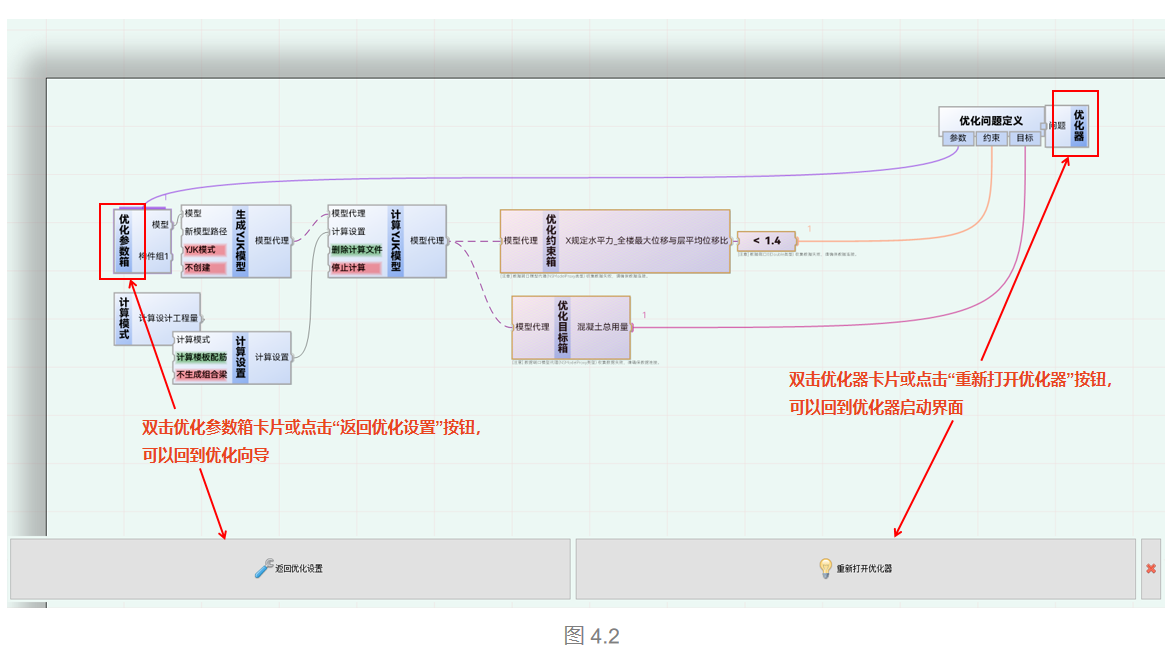 优化问题定义
参数
约束
目标
问题
优化器
1
优化参数箱
模型
构件组1
模型
新模型路径
YJK模式
不创建
生成YJK模型
模型代理
模型代理
计算设置
删除计算文件
停止计算
计算YJK模型
模型代理
模型代理
优化约束箱
X规定水平力_全楼最大位移与层平均位移比
< 1.4
1
计算模式
计算设计工程量
计算模式
计算模板配筋
不生成组合梁
计算设置
计算设置
模型代理
优化目标箱
混凝土总用量
1
双击优化参数箱卡片或点击“返回优化设置”按钮,
可以回到优化向导
双击优化器卡片或点击“重新打开优化器”按钮,
可以回到优化器启动界面
返回优化设置
重新打开优化器
图 4.2